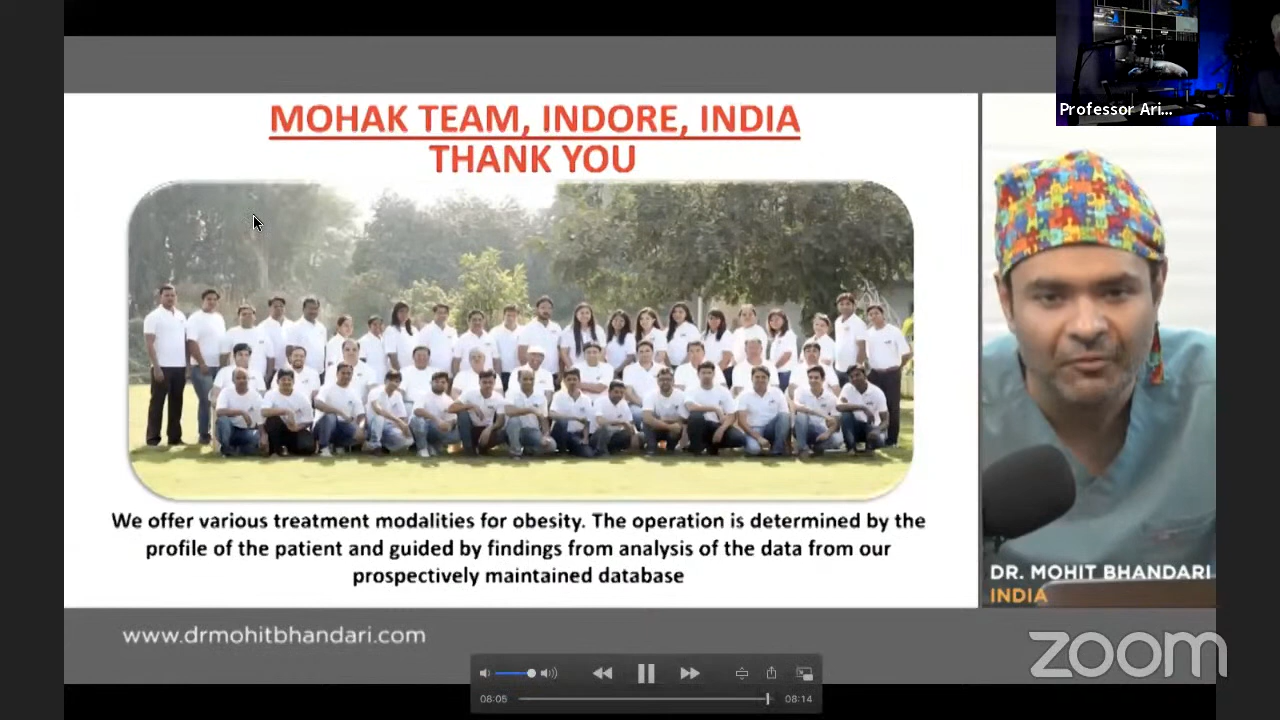 Professor Ari...
MOHAK TEAM, INDORE, INDIA
THANK YOU
We offer various treatment modalities for obesity. The operation is determined by the
profile of the patient and guided by findings from analysis of the data from our
prospectively maintained database
DR. MOHIT BHANDARI
INDIA
www.drmohitbhandari.com
zoom
08:05
08:14